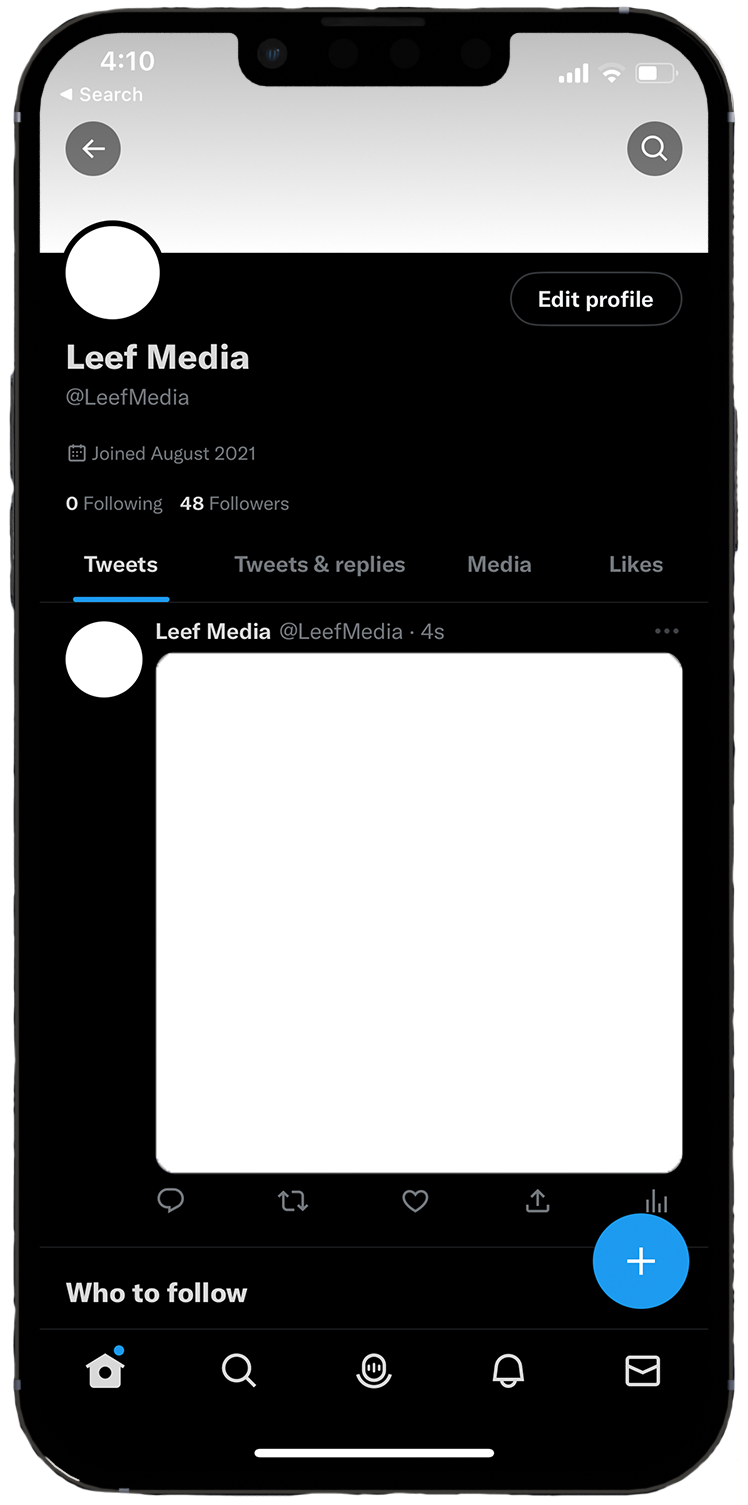 4:10
◀ Search
Edit profile
Leef Media
@LeefMedia
Joined August 2021
0 Following 48 Followers
Tweets Tweets & replies Media Likes
Leef Media @LeefMedia · 4s
Who to follow